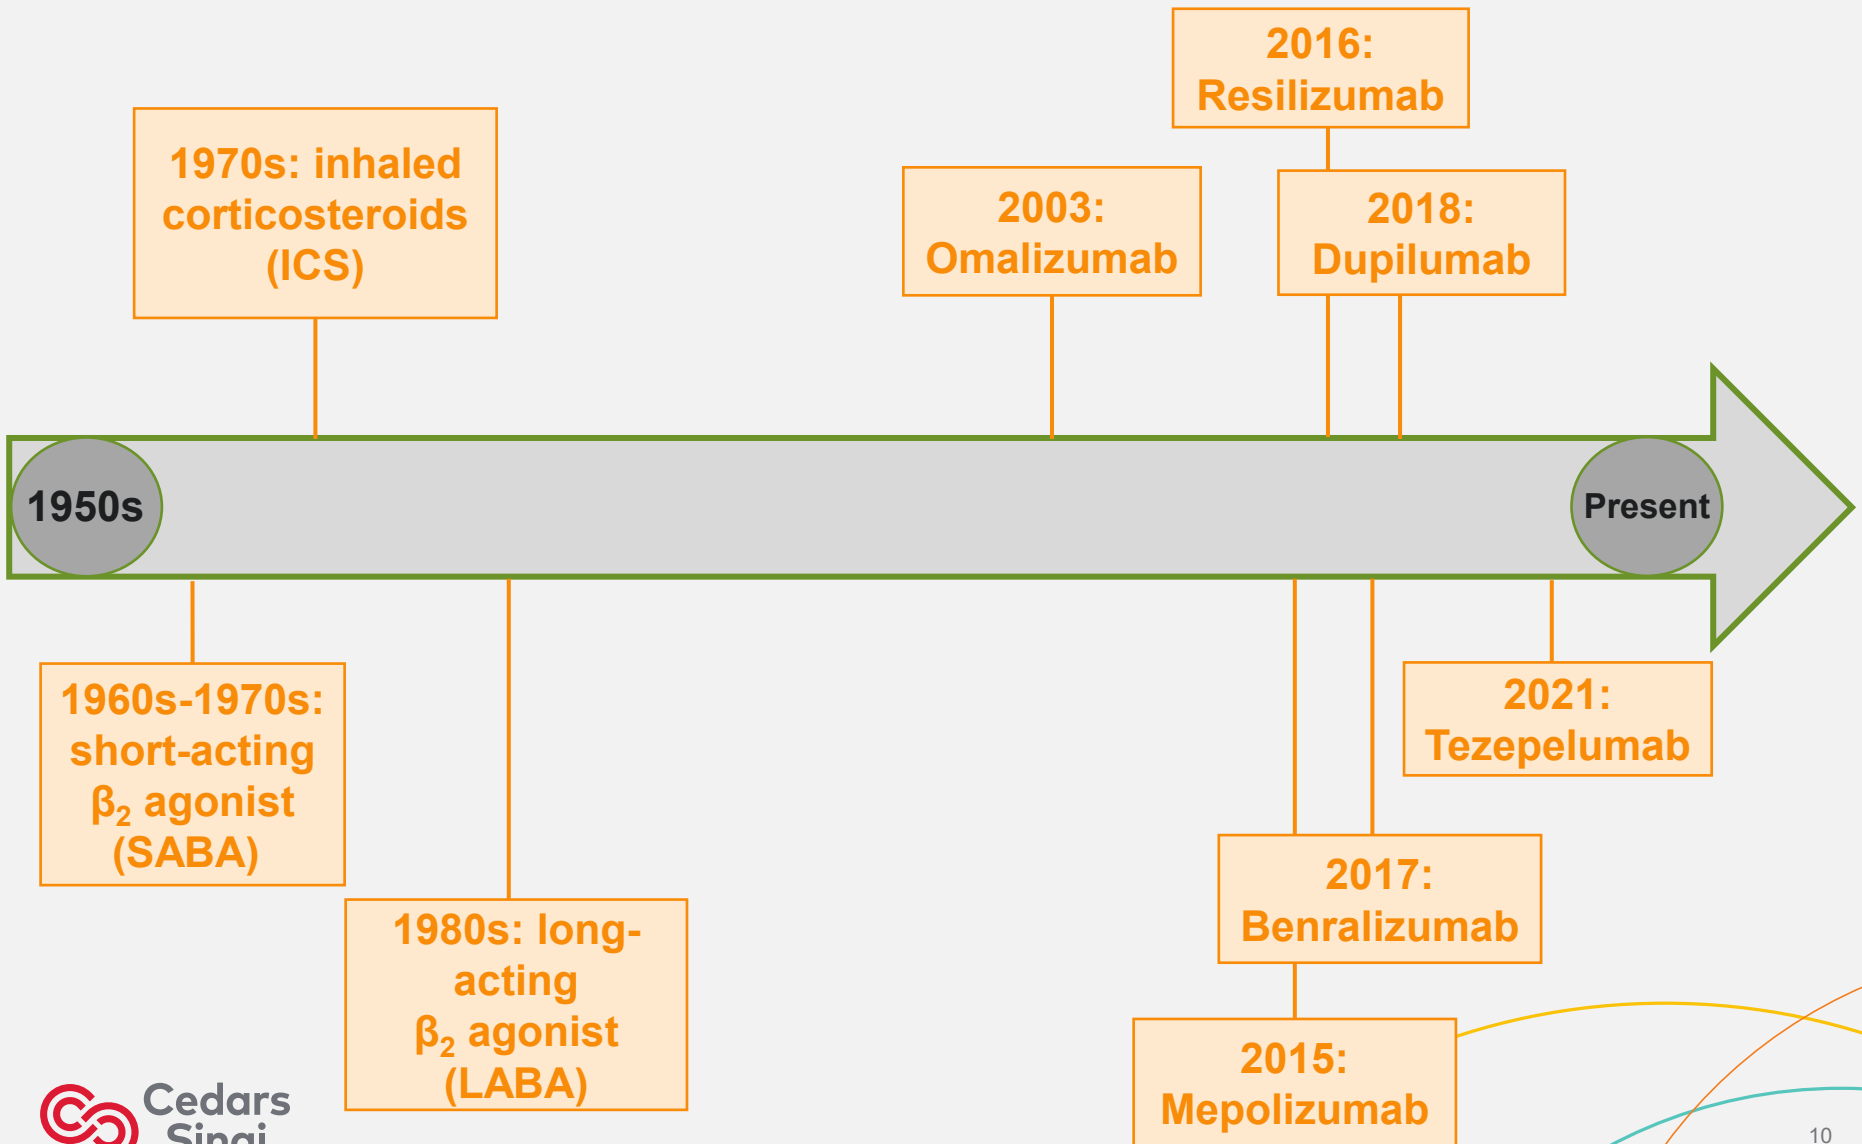 2016:
Resilizumab
1970s: inhaled
corticosteroids
(ICS)
2003:
Omalizumab
2018:
Dupilumab
1950s
Present
1960s-1970s:
short-acting
β₂ agonist
(SABA)
2021:
Tezepelumab
1980s: long-
acting
β₂ agonist
(LABA)
2017:
Benralizumab
2015:
Mepolizumab
Cedars
Sinai
10